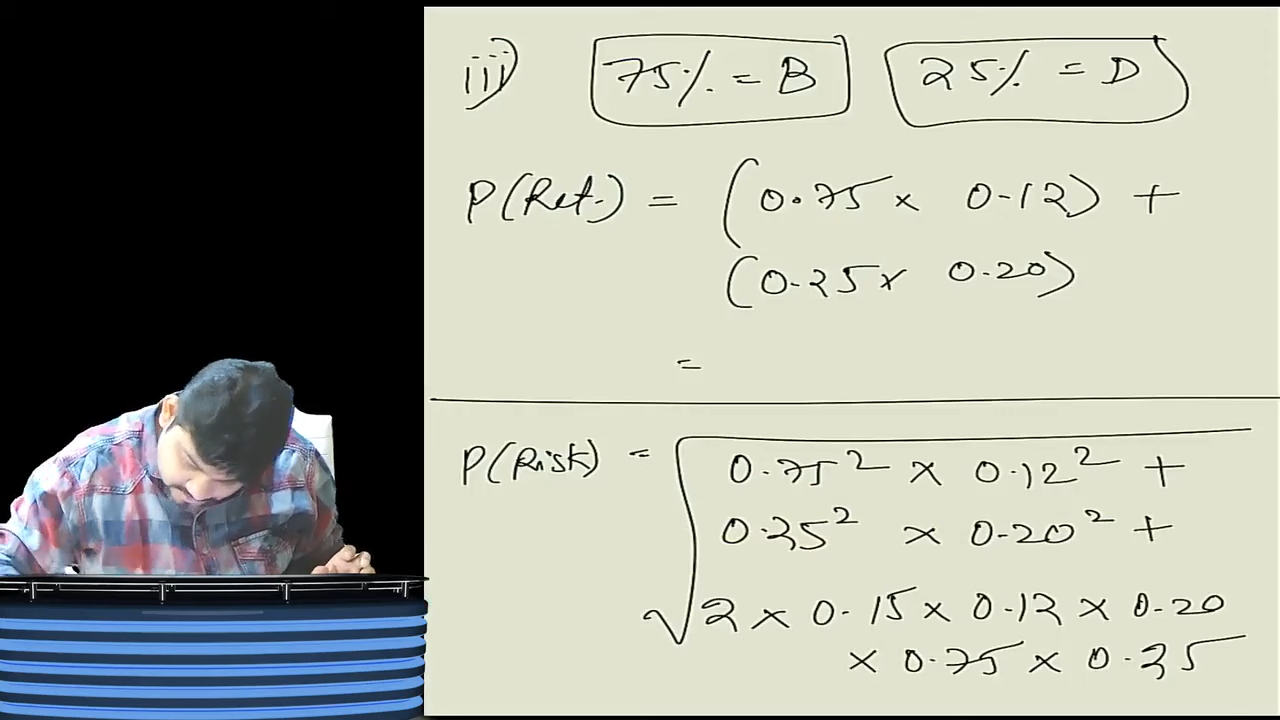 iii) 75% = B 25% = D
P(Ret.) = (0.75 × 0.12) +
(0.25 × 0.20)
=
P(Risk) = √ 0.75² × 0.12² +
0.25² × 0.20² +
2 × 0.15 × 0.12 × 0.20
× 0.75 × 0.25